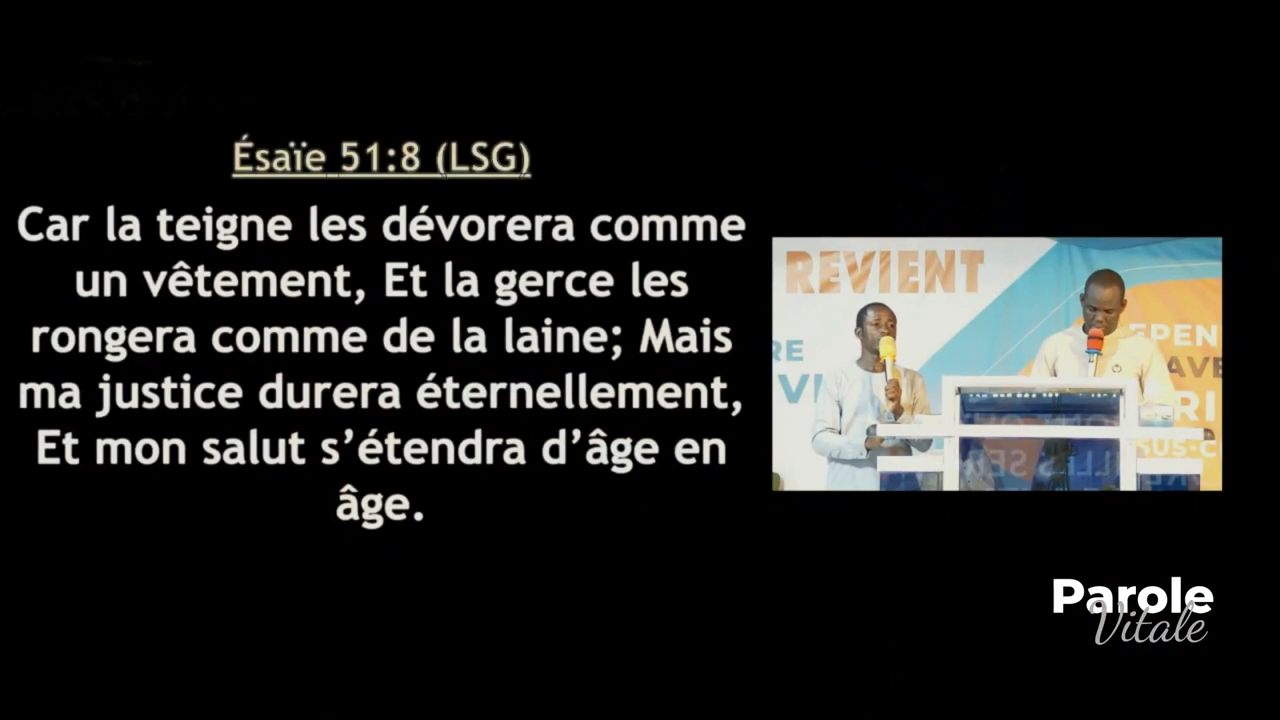 Ésaïe 51:8 (LSG)
Car la teigne les dévorera comme
un vêtement, Et la gerce les
rongera comme de la laine; Mais
ma justice durera éternellement,
Et mon salut s’étendra d’âge en
âge.
REVIENT
Parole
Vitale